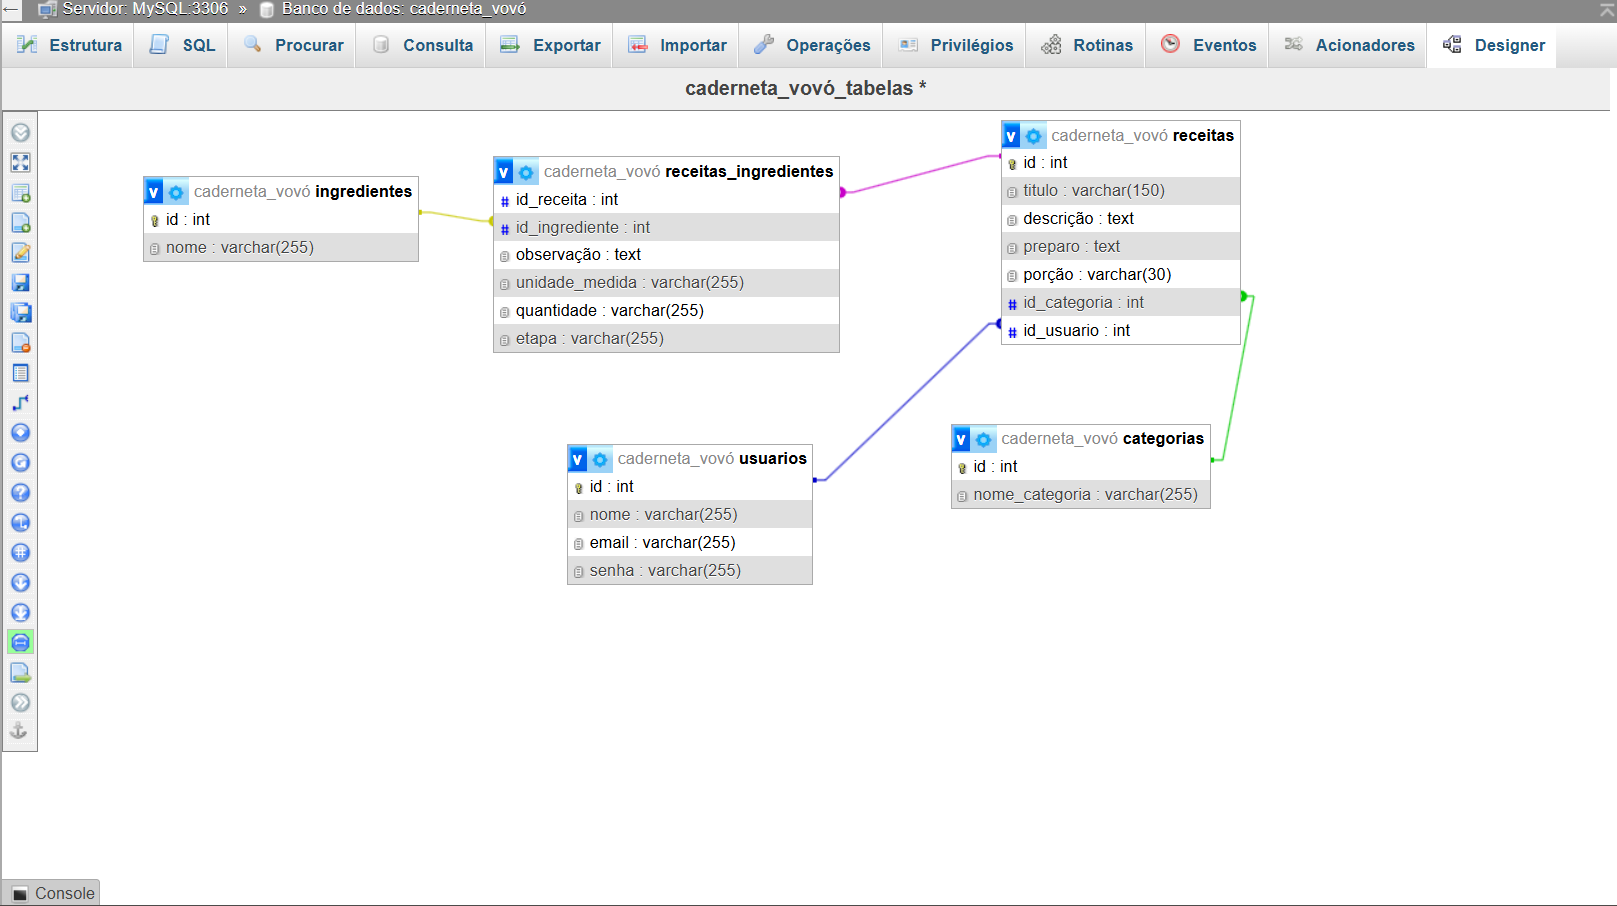 Servidor: MySQL:3306 » Banco de dados: caderneta_vovó
Estrutura SQL Procurar Consulta Exportar Importar Operações Privilégios Rotinas Eventos Acionadores Designer
caderneta_vovó_tabelas *
v caderneta_vovó ingredientes
id : int
nome : varchar(255)
v caderneta_vovó receitas_ingredientes
# id_receita : int
# id_ingrediente : int
observação : text
unidade_medida : varchar(255)
quantidade : varchar(255)
etapa : varchar(255)
v caderneta_vovó receitas
id : int
titulo : varchar(150)
descrição : text
preparo : text
porção : varchar(30)
# id_categoria : int
# id_usuario : int
v caderneta_vovó usuarios
id : int
nome : varchar(255)
email : varchar(255)
senha : varchar(255)
v caderneta_vovó categorias
id : int
nome_categoria : varchar(255)
Console